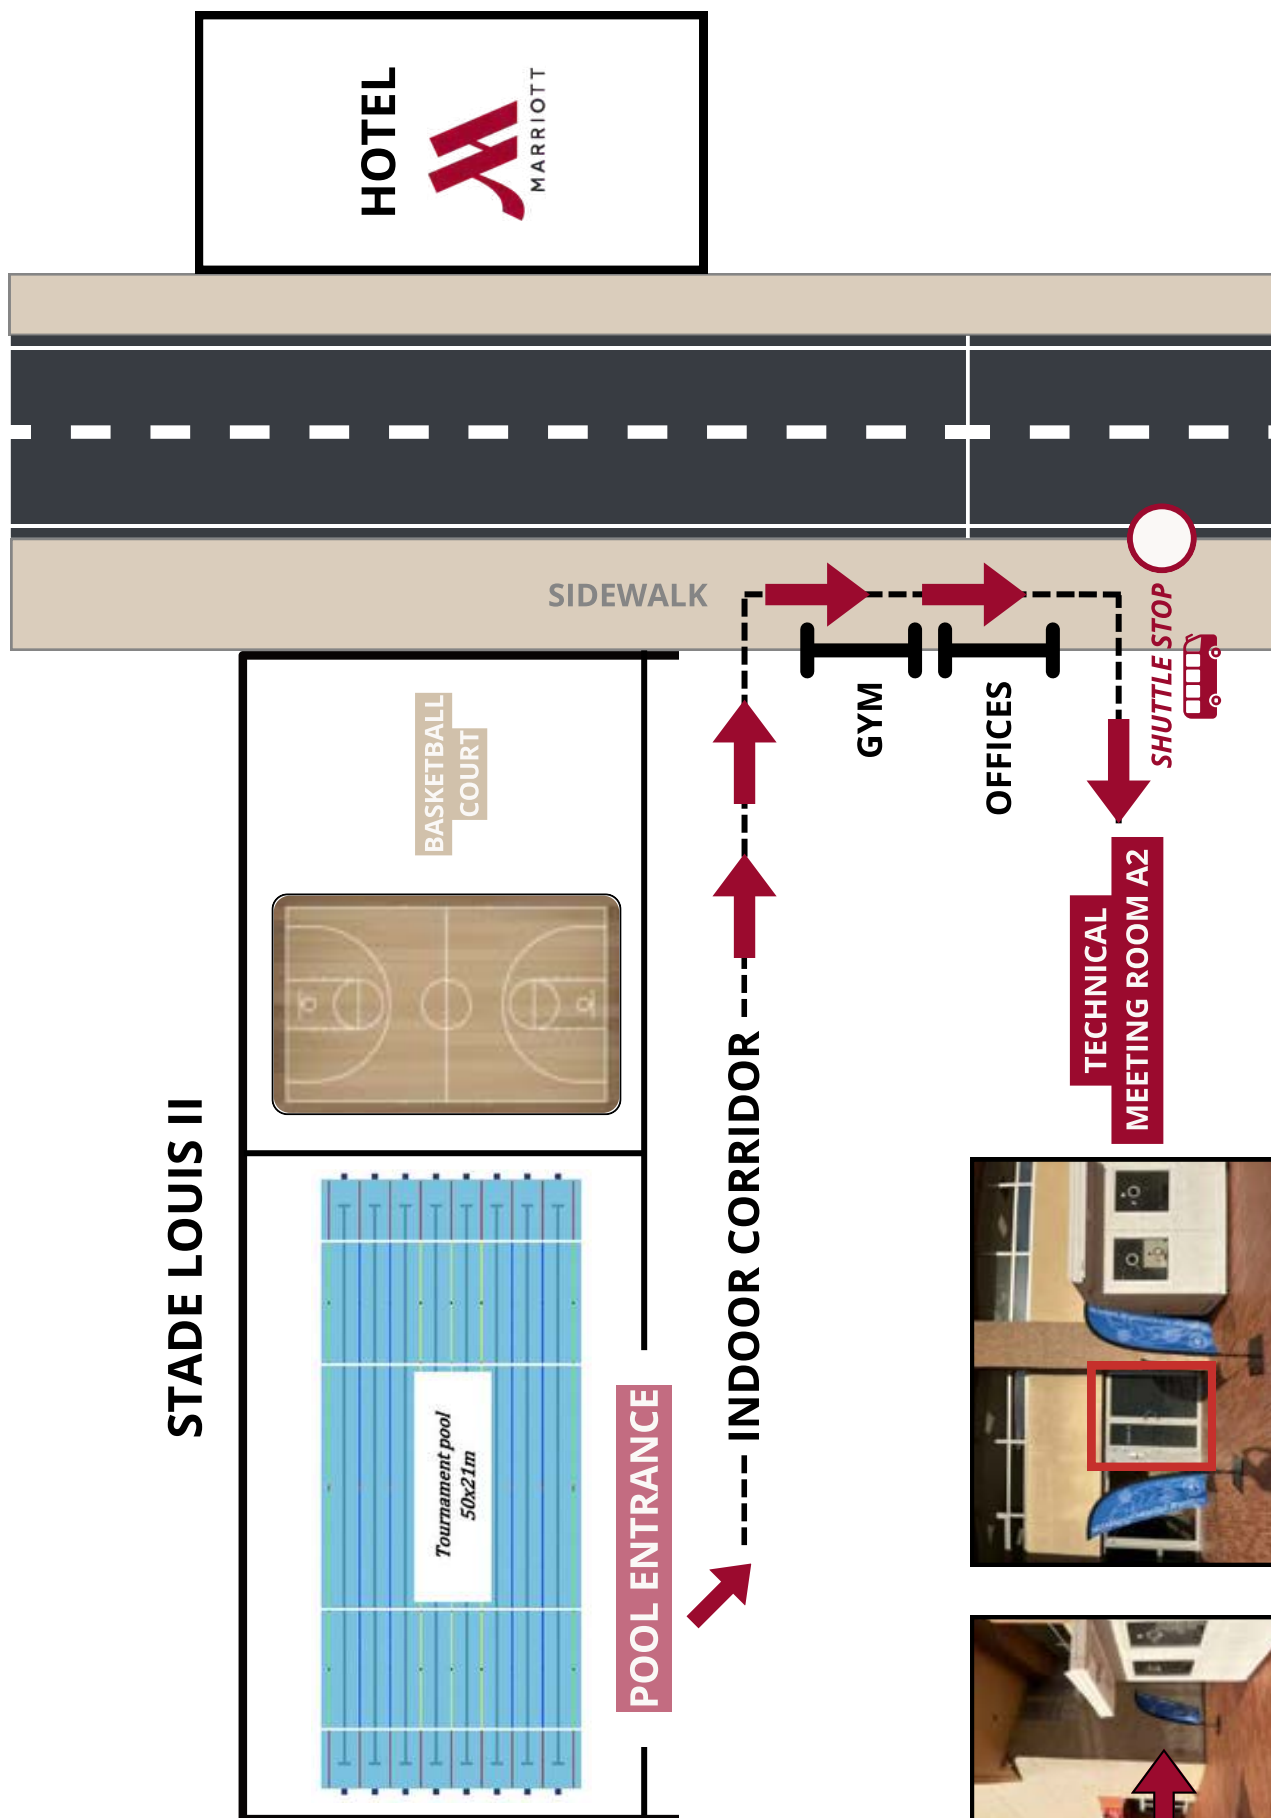 HOTEL
MARRIOTT
SIDEWALK
SHUTTLE STOP
GYM
OFFICES
BASKETBALL
COURT
TECHNICAL
MEETING ROOM A2
INDOOR CORRIDOR
STADE LOUIS II
Tournament pool
50x21m
POOL ENTRANCE